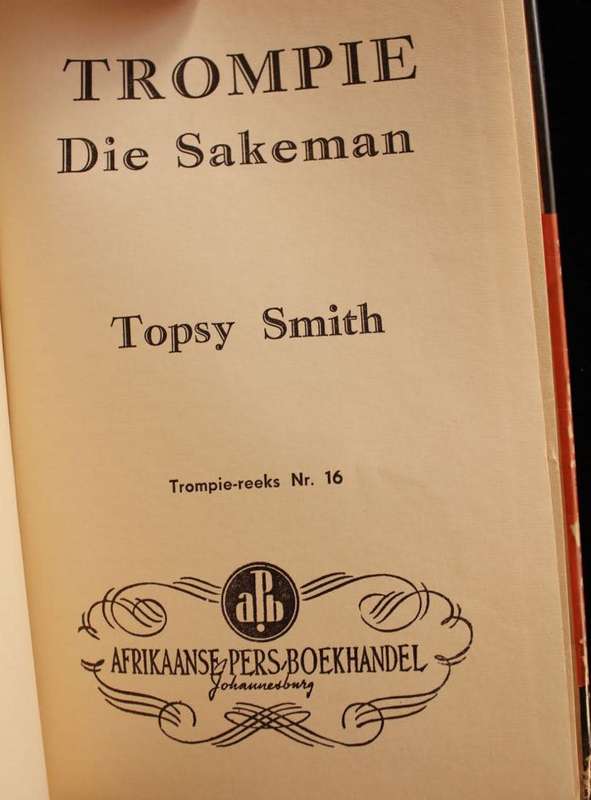 TROMPIE
Die Sakeman
Topsy Smith
Trompie-reeks Nr. 16
apb
AFRIKAANSE-PERS-BOEKHANDEL
Johannesburg